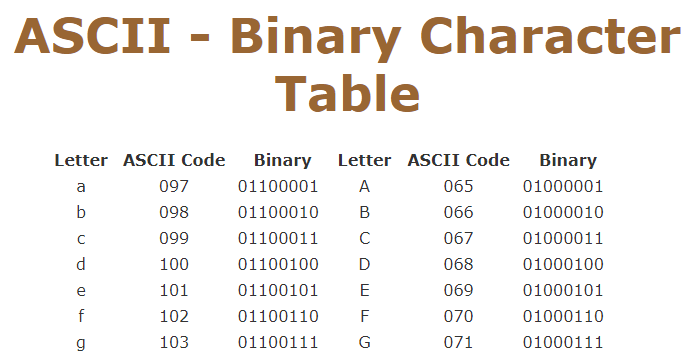 ASCII - Binary Character
Table
Letter ASCII Code Binary Letter ASCII Code Binary
a 097 01100001 A 065 01000001
b 098 01100010 B 066 01000010
c 099 01100011 C 067 01000011
d 100 01100100 D 068 01000100
e 101 01100101 E 069 01000101
f 102 01100110 F 070 01000110
g 103 01100111 G 071 01000111